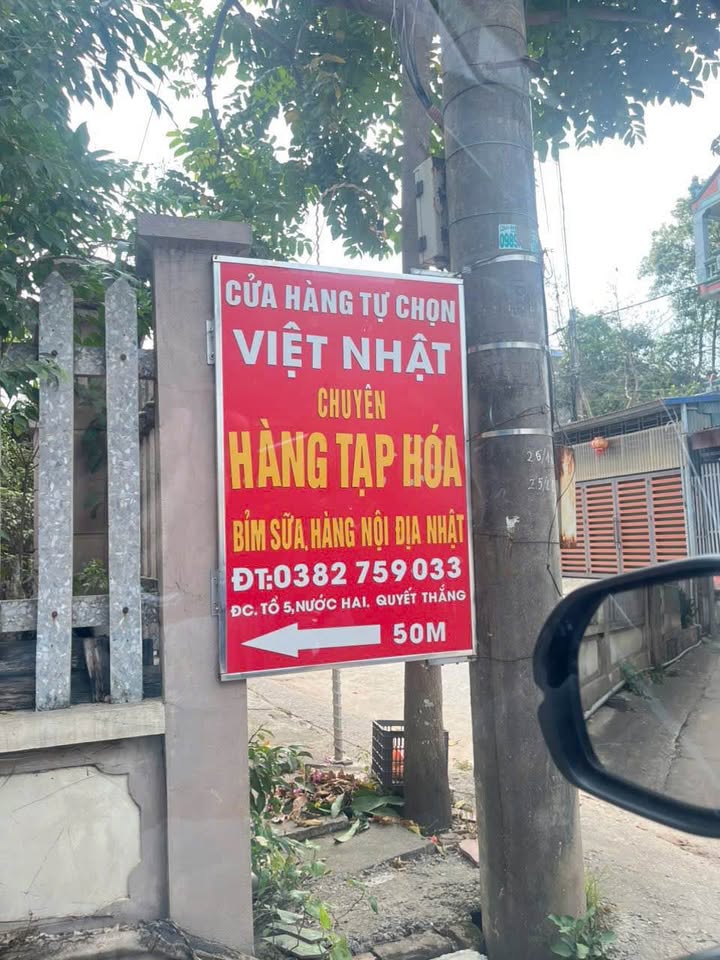 CỬA HÀNG TỰ CHỌN
VIỆT NHẬT
CHUYÊN
HÀNG TẠP HÓA
BỈM SỮA, HÀNG NỘI ĐỊA NHẬT
ĐT:0382 759 033
ĐC. TỔ 5,NƯỚC HAI. QUYẾT THẮNG
50M